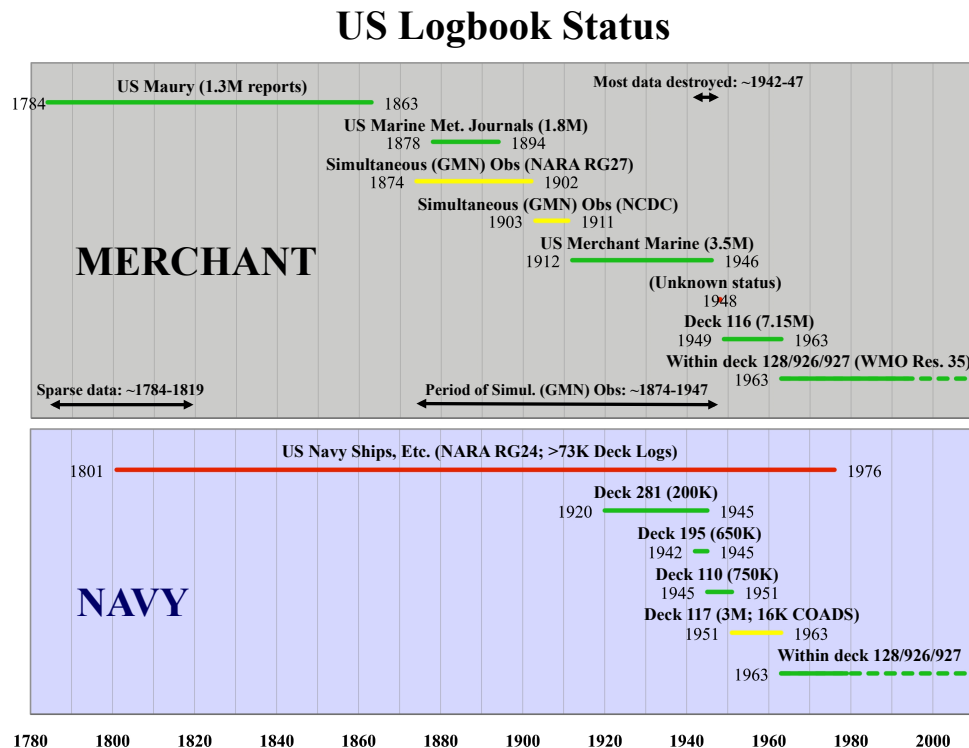 US Logbook Status
US Maury (1.3M reports)
Most data destroyed: ~1942-47
1784
1863
US Marine Met. Journals (1.8M)
1878
1894
Simultaneous (GMN) Obs (NARA RG27)
1874
1902
Simultaneous (GMN) Obs (NCDC)
1903
1911
US Merchant Marine (3.5M)
MERCHANT
1912
1946
(Unknown status)
1948
Deck 116 (7.15M)
1949
1963
Within deck 128/926/927 (WMO Res. 35)
1963
Sparse data: ~1784-1819
Period of Simul. (GMN) Obs: ~1874-1947
US Navy Ships, Etc. (NARA RG24; >73K Deck Logs)
1801
1976
Deck 281 (200K)
1920
1945
Deck 195 (650K)
1942
1945
Deck 110 (750K)
1945
1951
NAVY
Deck 117 (3M; 16K COADS)
1951
1963
Within deck 128/926/927
1963
1780 1800 1820 1840 1860 1880 1900 1920 1940 1960 1980 2000